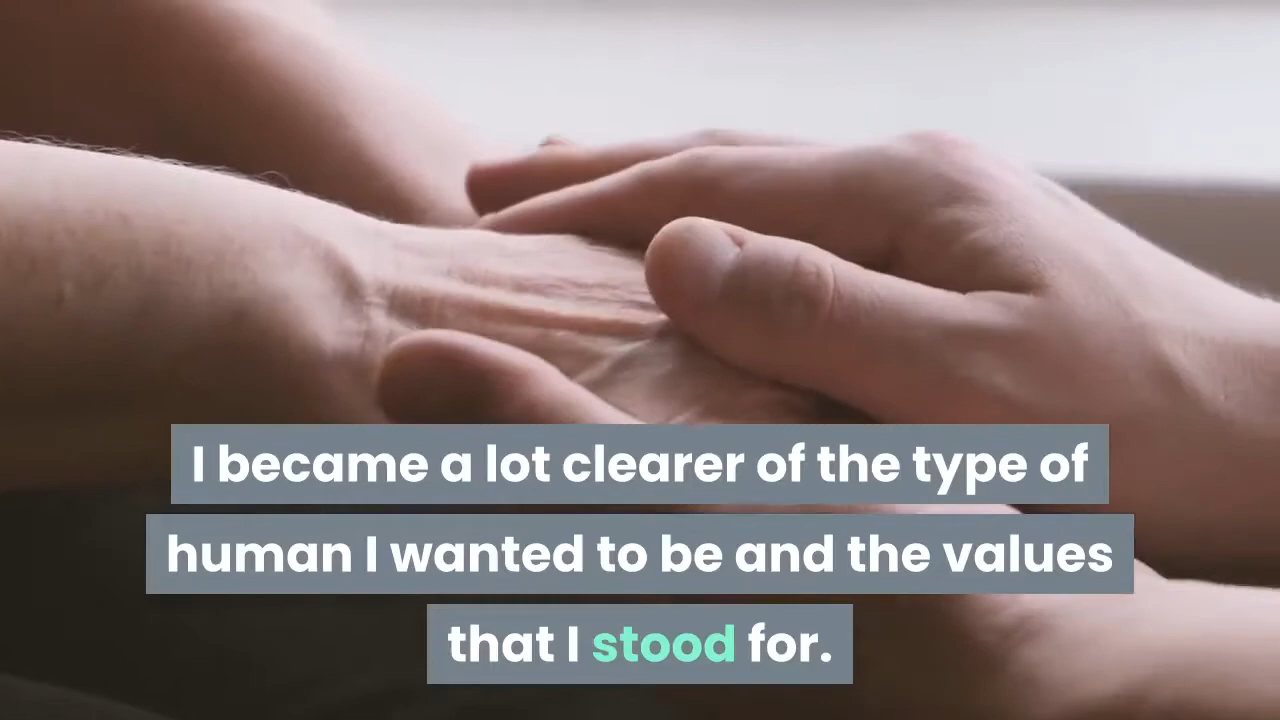 I became a lot clearer of the type of
human I wanted to be and the values
that I stood for.